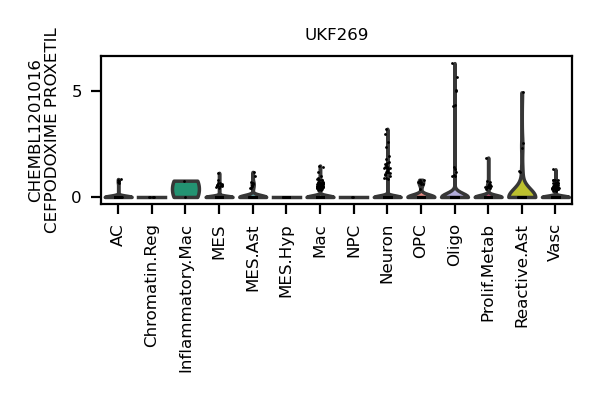 UKF269
CHEMBL1201016
CEFPODOXIME PROXETIL
5
0
AC
Chromatin.Reg
Inflammatory.Mac
MES
MES.Ast
MES.Hyp
Mac
NPC
Neuron
OPC
Oligo
Prolif.Metab
Reactive.Ast
Vasc